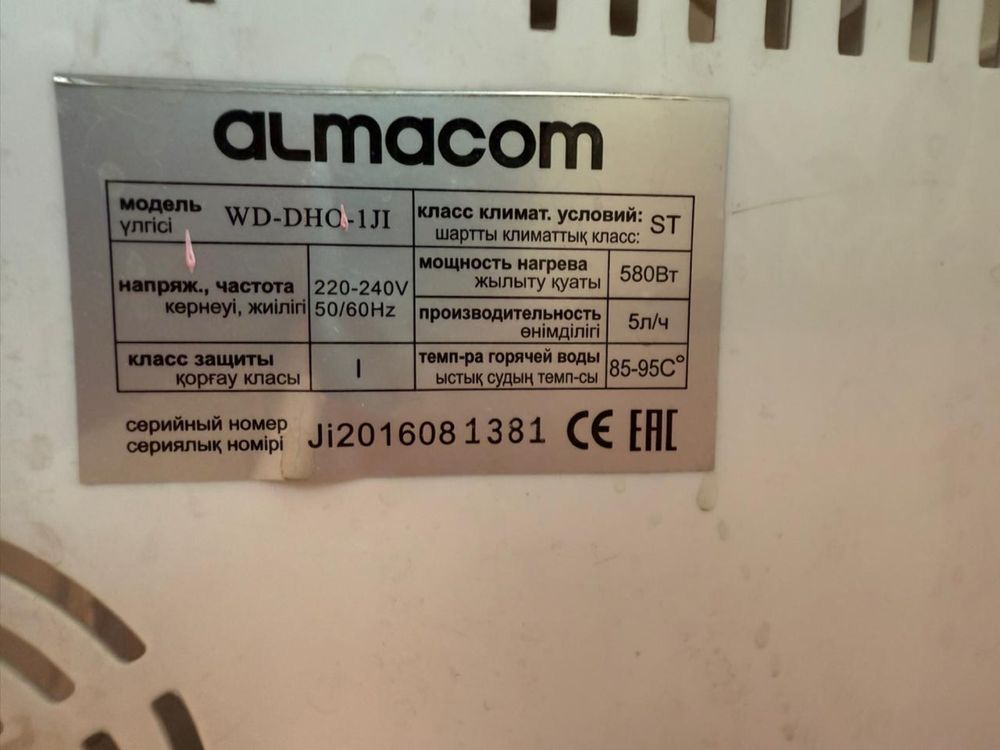 almacom
модель
үлгісі
WD-DHO-1JI
класс климат. условий:
шартты климаттық класс:
ST
напряж., частота
кернеуі, жиілігі
220-240V
50/60Hz
мощность нагрева
жылыту қуаты
580Вт
производительность
өнімділігі
5л/ч
класс защиты
қорғау класы
I
темп-ра горячей воды
ыстық судың темп-сы
85-95C°
серийный номер
сериялық номірі
Ji2016081381
CE EAC